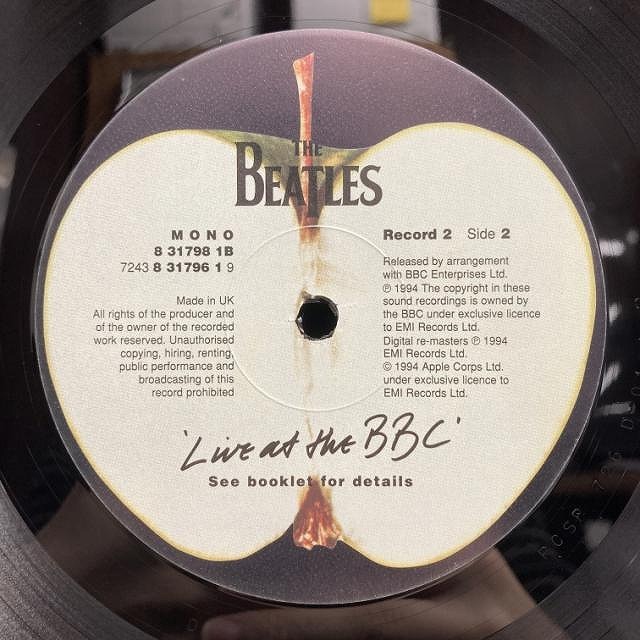 THE
BEATLES
MONO
8 31798 1B
7243 8 31796 1 9
Made in UK
All rights of the producer and
of the owner of the recorded
work reserved. Unauthorised
copying, hiring, renting,
public performance and
broadcasting of this
record prohibited
Record 2 Side 2
Released by arrangement
with BBC Enterprises Ltd.
℗ 1994 The copyright in these
sound recordings is owned by
the BBC under exclusive licence
to EMI Records Ltd.
Digital re-masters ℗ 1994
EMI Records Ltd.
© 1994 Apple Corps Ltd.
under exclusive licence to
EMI Records Ltd.
'Live at the BBC'
See booklet for details